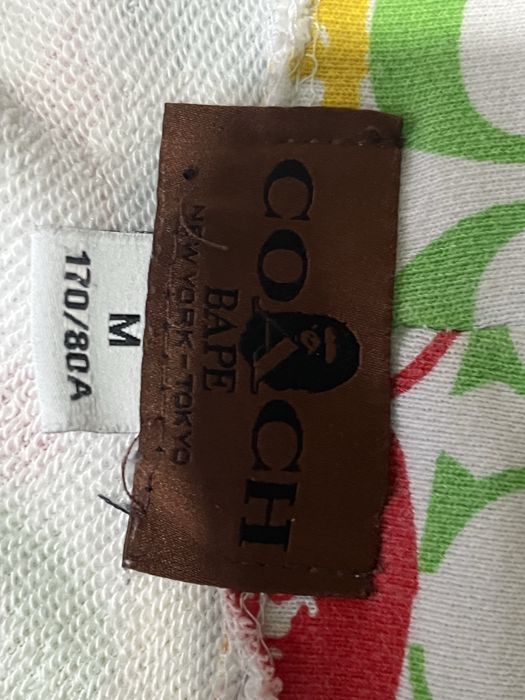 COACH
BAPE
NEW YORK – TOKYO
M
170/80A